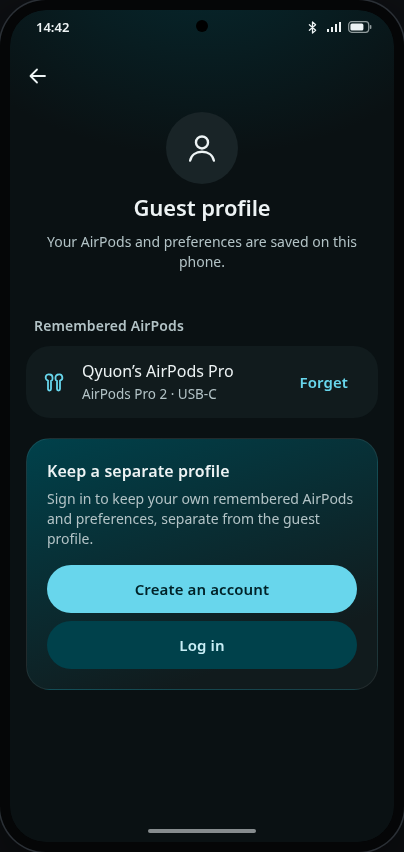 14:42
Guest profile
Your AirPods and preferences are saved on this
phone.
Remembered AirPods
Qyuon’s AirPods Pro
AirPods Pro 2 · USB-C
Forget
Keep a separate profile
Sign in to keep your own remembered AirPods
and preferences, separate from the guest
profile.
Create an account
Log in